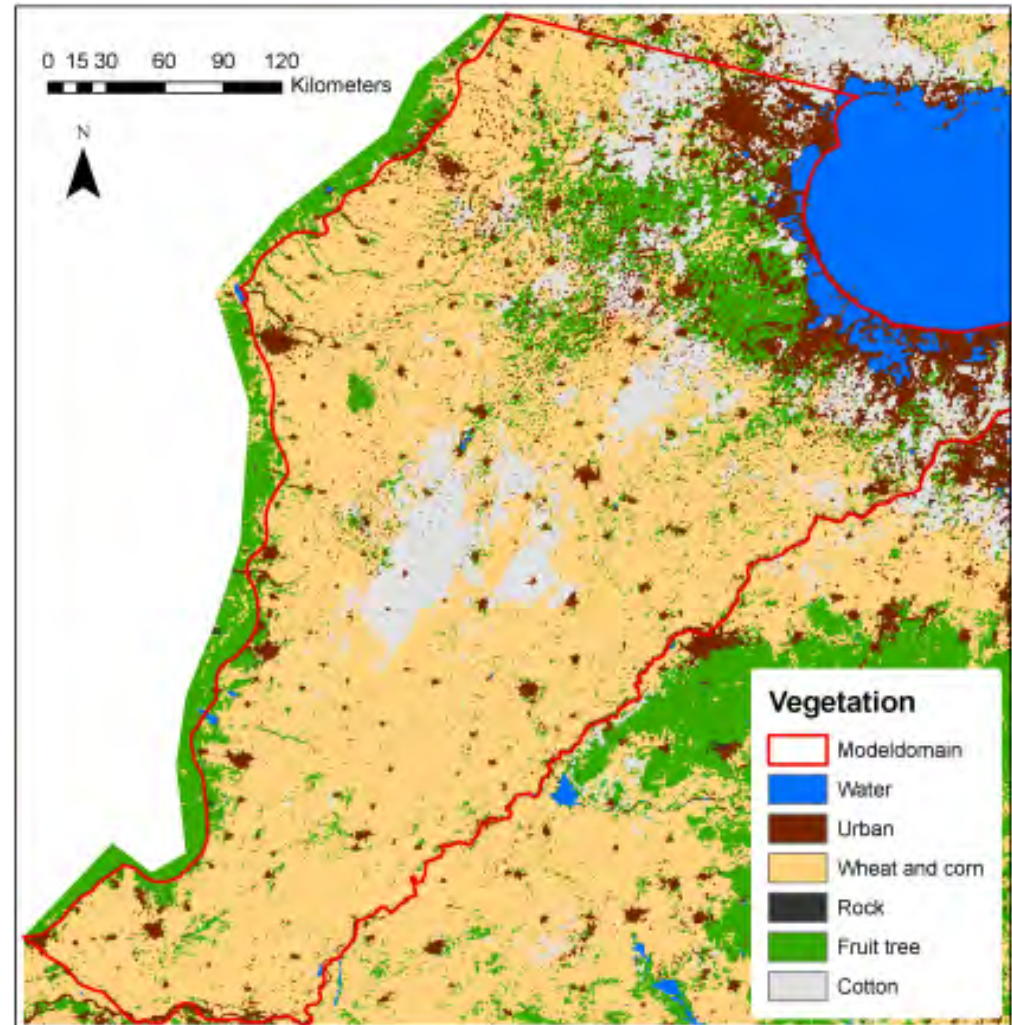 0 15 30 60 90 120
Kilometers
N
Vegetation
Modeldomain
Water
Urban
Wheat and corn
Rock
Fruit tree
Cotton